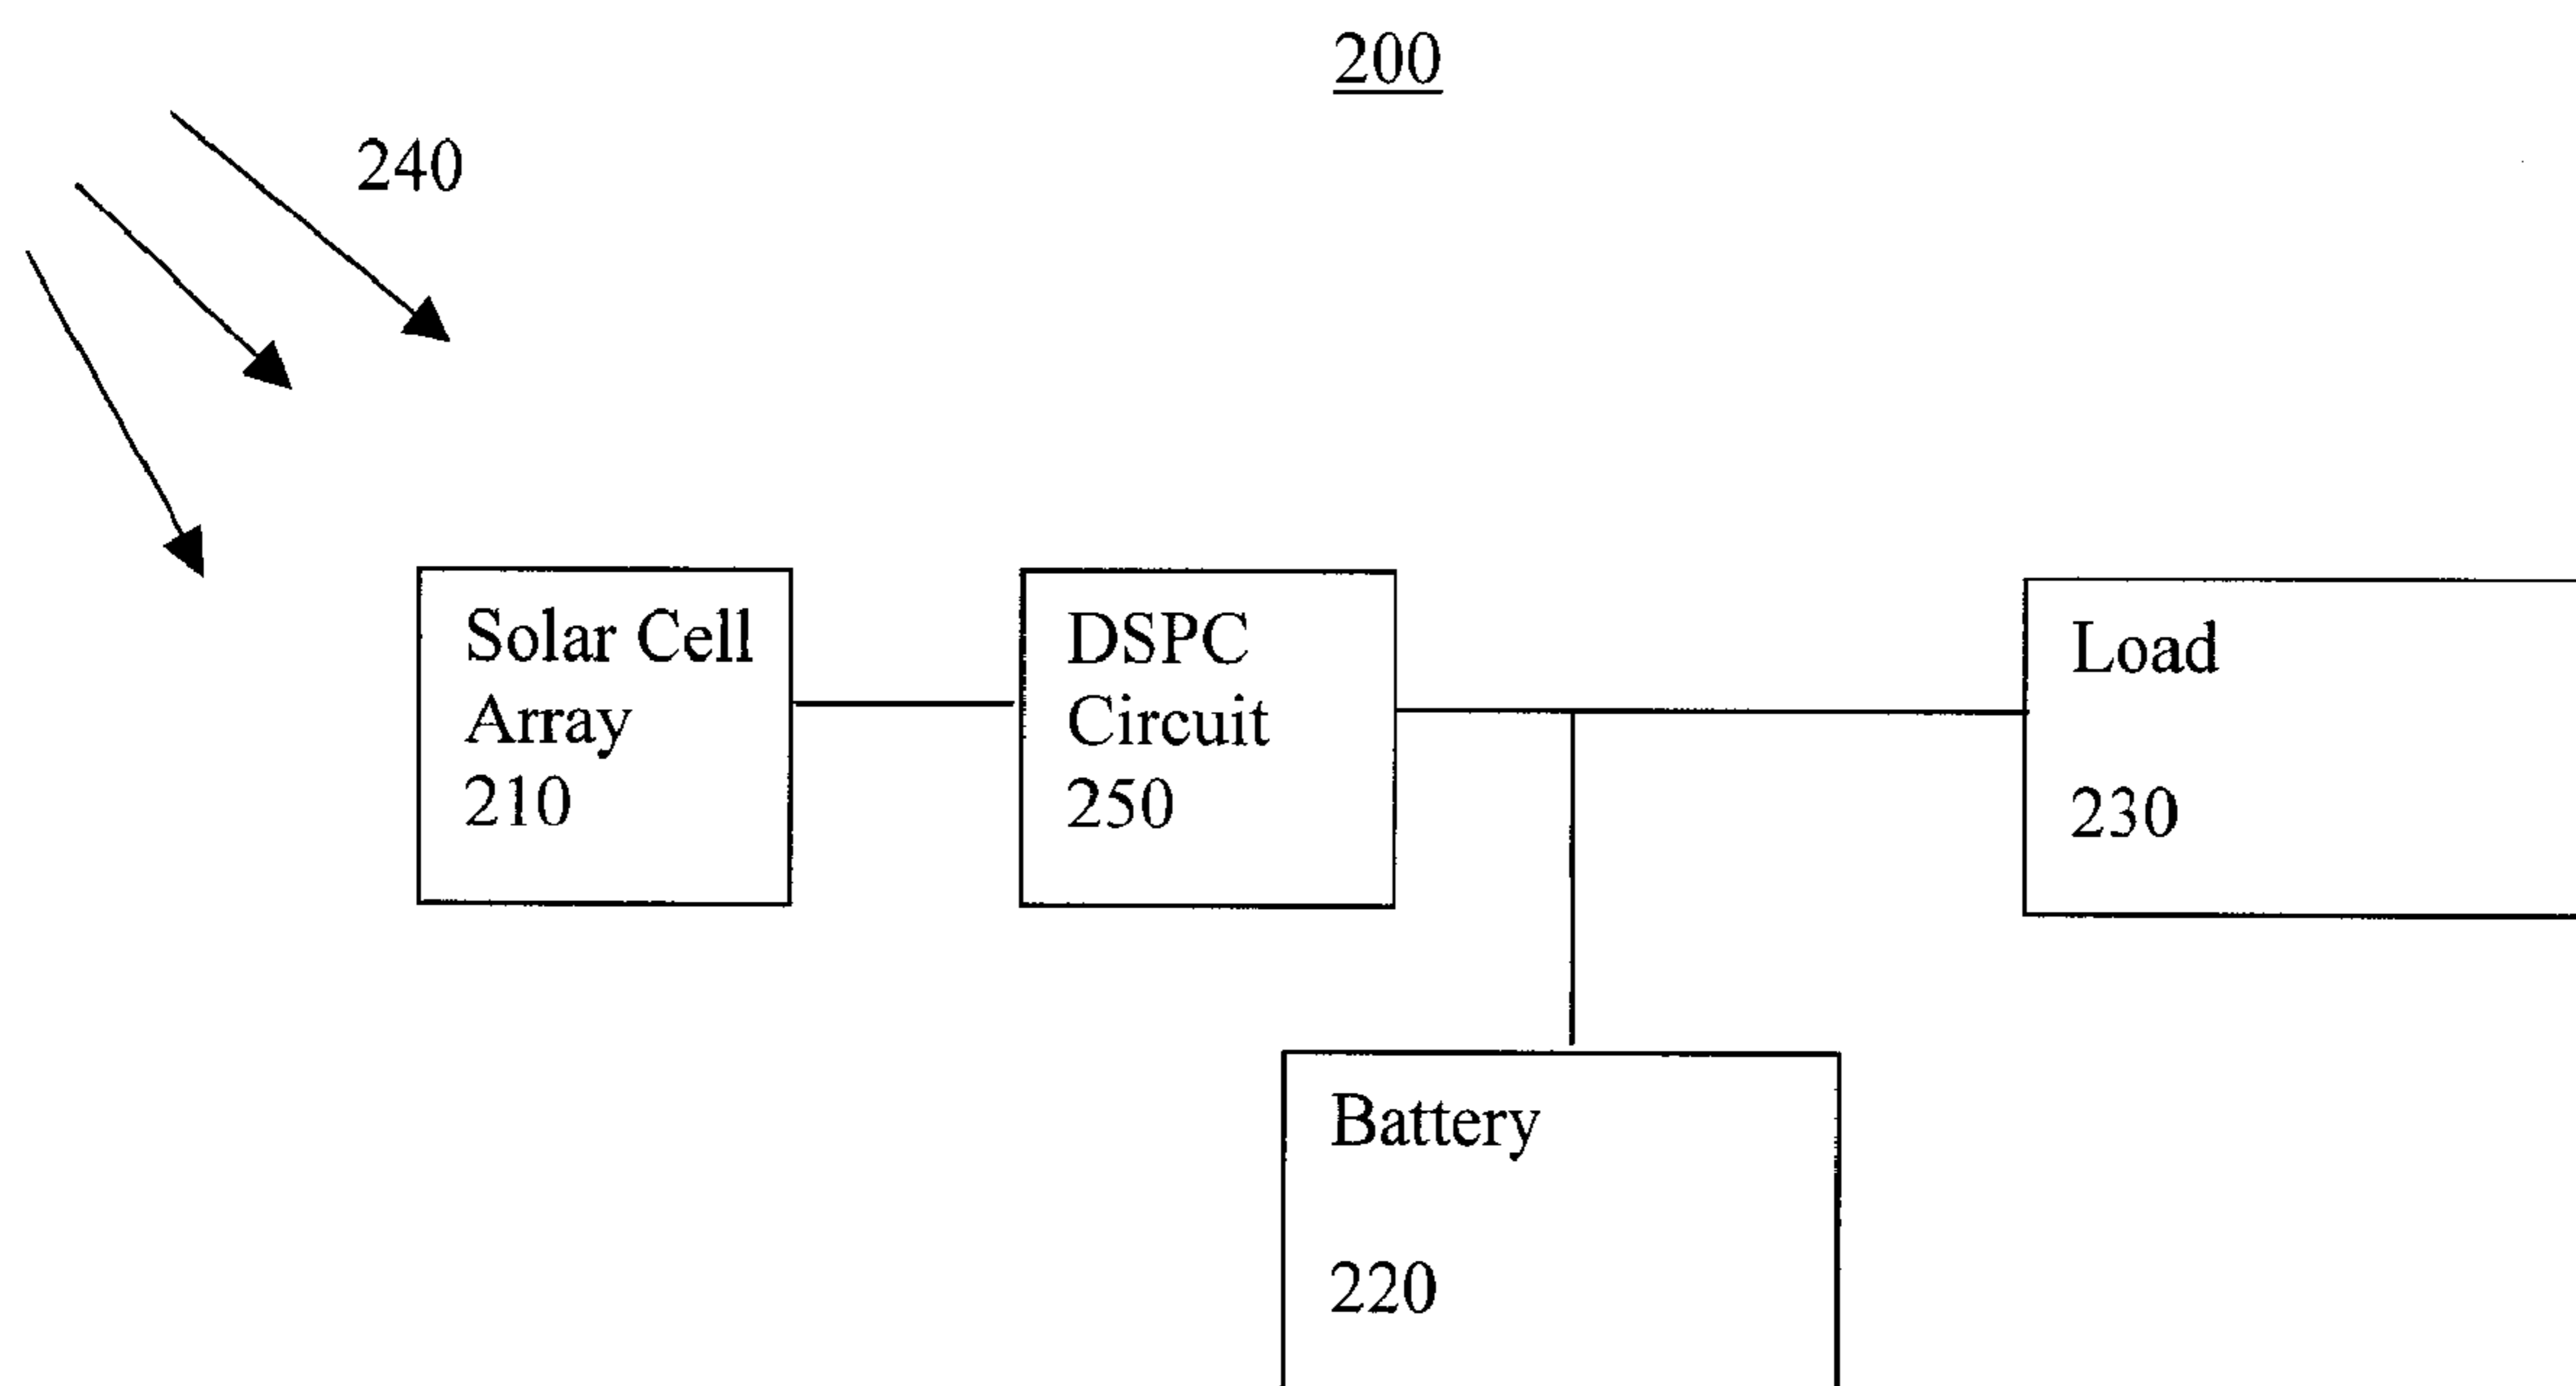 200
240
Solar Cell
Array
210
DSPC
Circuit
250
Load
230
Battery
220